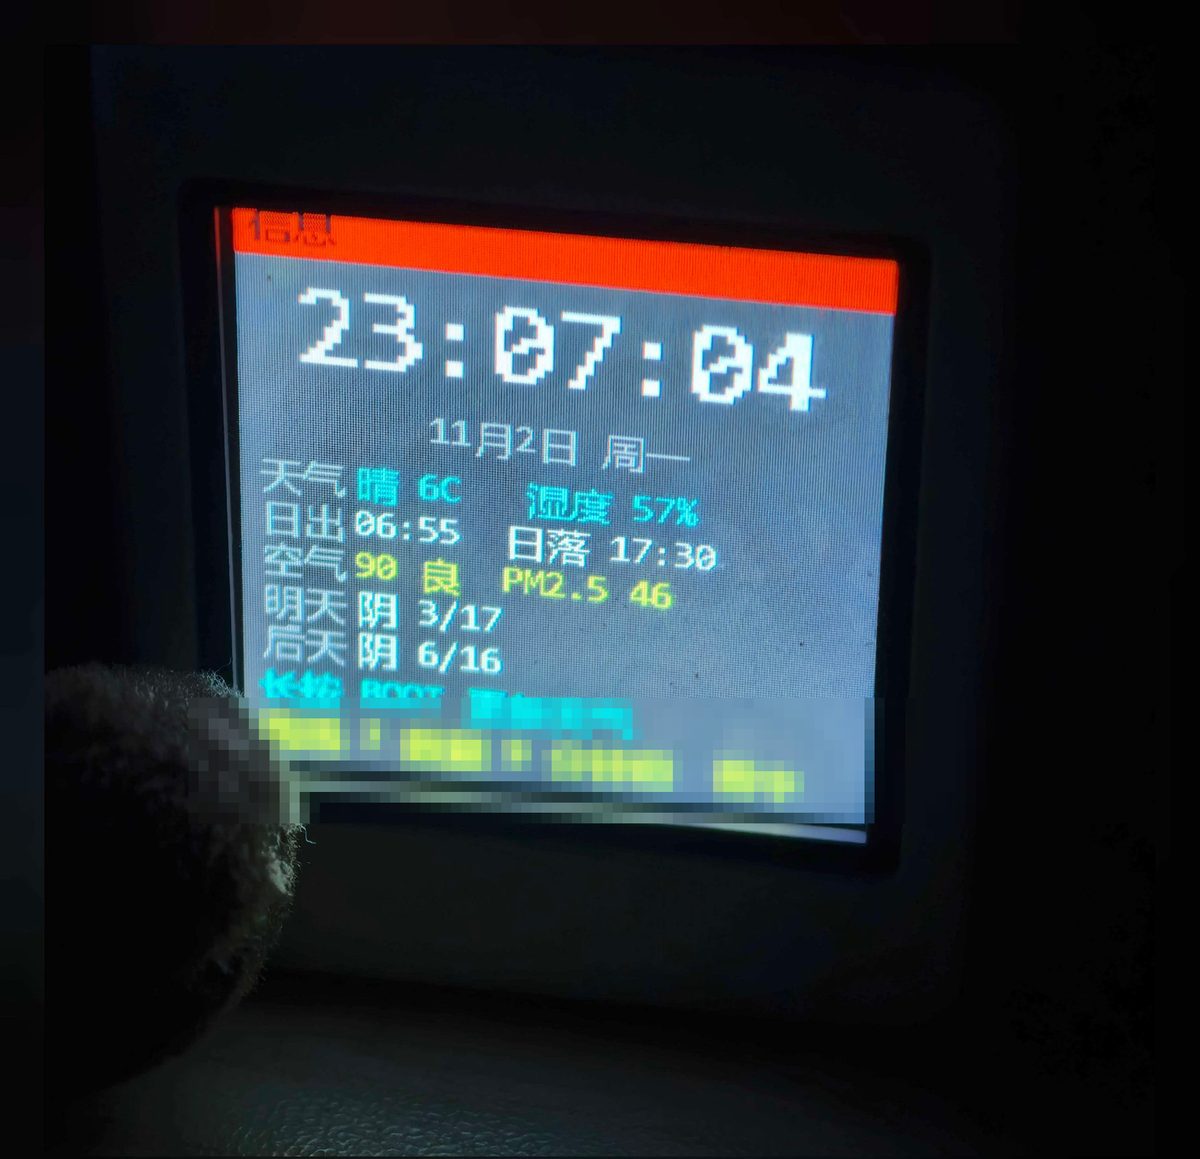 信息
23:07:04
11月2日 周一
天气 晴 6C 湿度 57%
日出 06:55 日落 17:30
空气 90 良 PM2.5 46
明天 阴 3/17
后天 阴 6/16
长按 BOOT